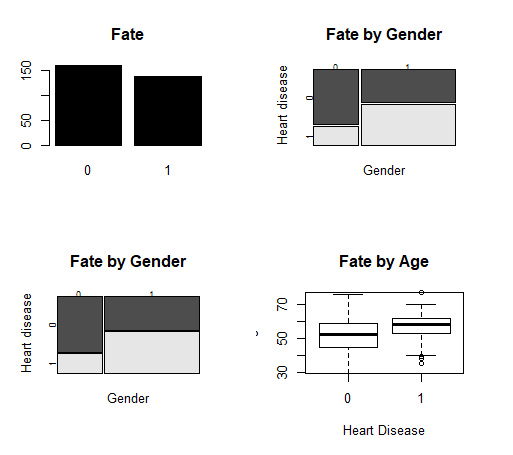 Fate
150
50
0
0 1
Fate by Gender
0 1
Heart disease
0
1
Gender
Fate by Gender
0 1
Heart disease
0
1
Gender
Fate by Age
70
50
30
0 1
Heart Disease